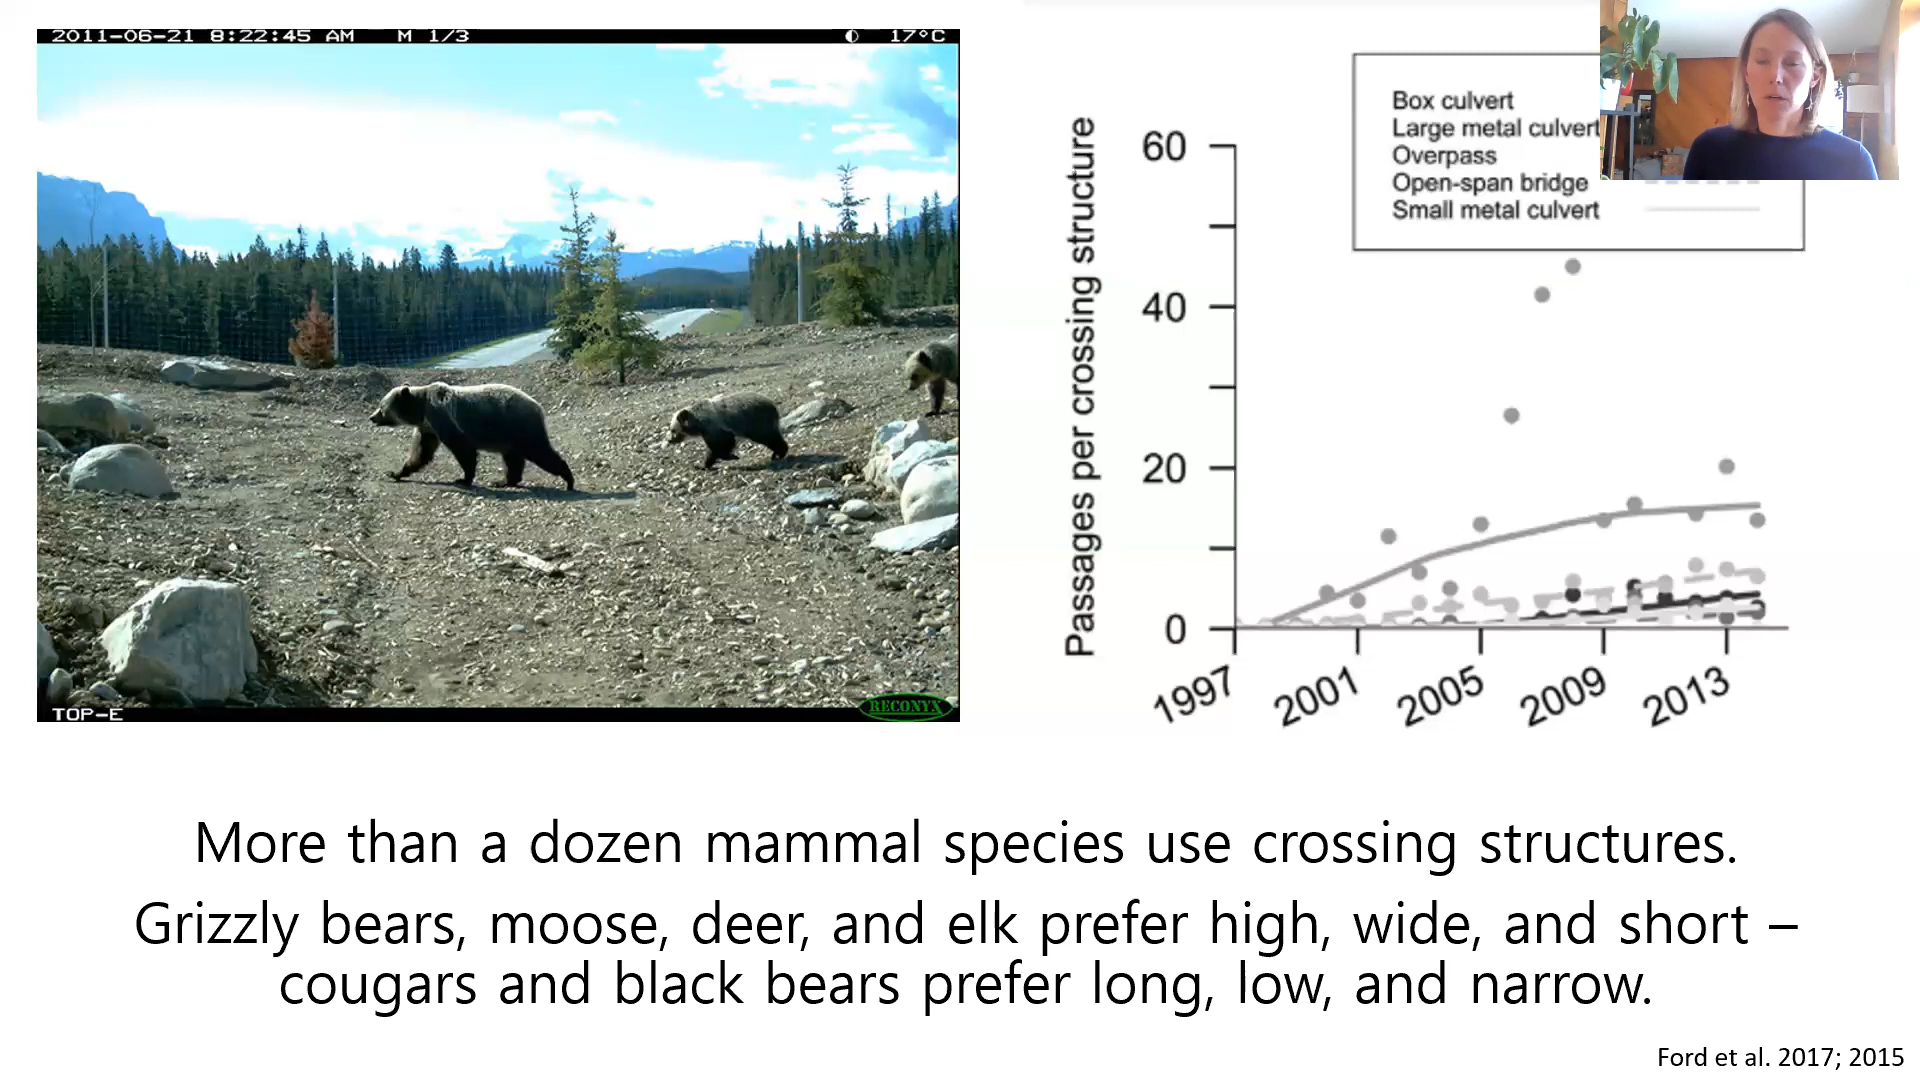 2011-06-21 8:22:45 AM M 1/3 17°C
TOP-E
RECONYX
Box culvert
Large metal culvert
Overpass
Open-span bridge
Small metal culvert
Passages per crossing structure
60
40
20
0
1997
2001
2005
2009
2013
More than a dozen mammal species use crossing structures.
Grizzly bears, moose, deer, and elk prefer high, wide, and short –
cougars and black bears prefer long, low, and narrow.
Ford et al. 2017; 2015